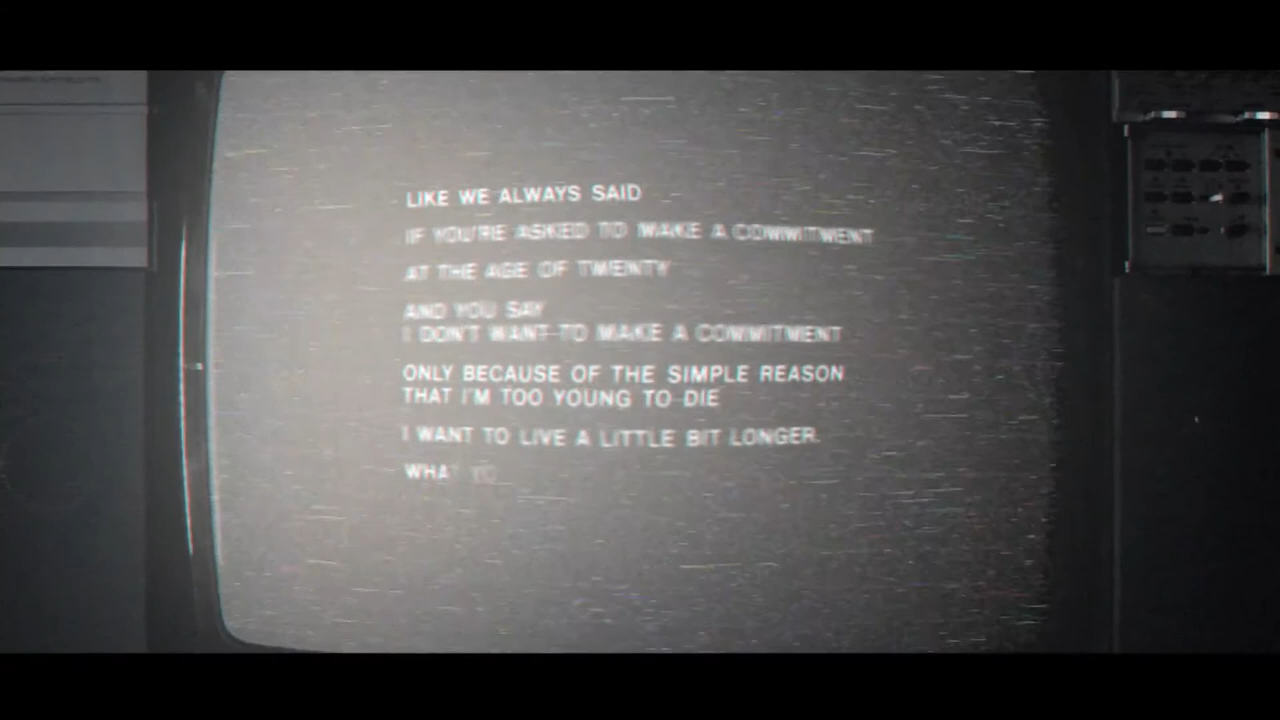 LIKE WE ALWAYS SAID
IF YOU'RE ASKED TO MAKE A COMMITMENT
AT THE AGE OF TWENTY
AND YOU SAY
I DON'T WANT TO MAKE A COMMITMENT
ONLY BECAUSE OF THE SIMPLE REASON
THAT I'M TOO YOUNG TO DIE
I WANT TO LIVE A LITTLE BIT LONGER.
WHAT YO